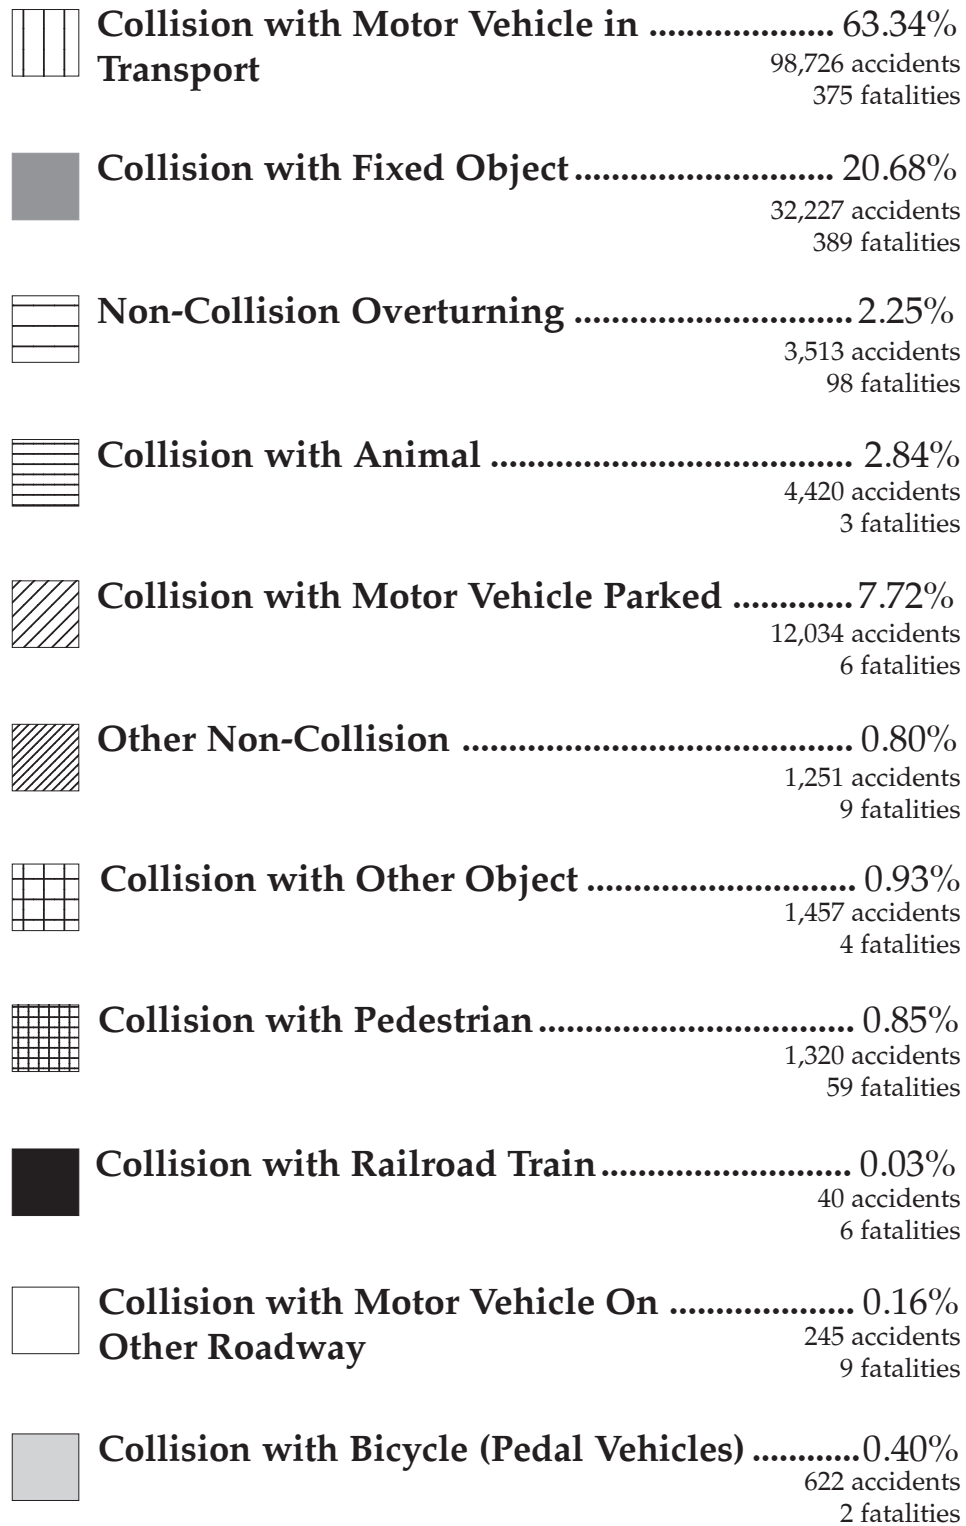 Collision with Motor Vehicle in .................... 63.34%
Transport
98,726 accidents
375 fatalities
Collision with Fixed Object............................ 20.68%
32,227 accidents
389 fatalities
Non-Collision Overturning ..............................2.25%
3,513 accidents
98 fatalities
Collision with Animal ....................................... 2.84%
4,420 accidents
3 fatalities
Collision with Motor Vehicle Parked .............7.72%
12,034 accidents
6 fatalities
Other Non-Collision .......................................... 0.80%
1,251 accidents
9 fatalities
Collision with Other Object ............................. 0.93%
1,457 accidents
4 fatalities
Collision with Pedestrian.................................. 0.85%
1,320 accidents
59 fatalities
Collision with Railroad Train........................... 0.03%
40 accidents
6 fatalities
Collision with Motor Vehicle On .................... 0.16%
Other Roadway
245 accidents
9 fatalities
Collision with Bicycle (Pedal Vehicles) ............0.40%
622 accidents
2 fatalities